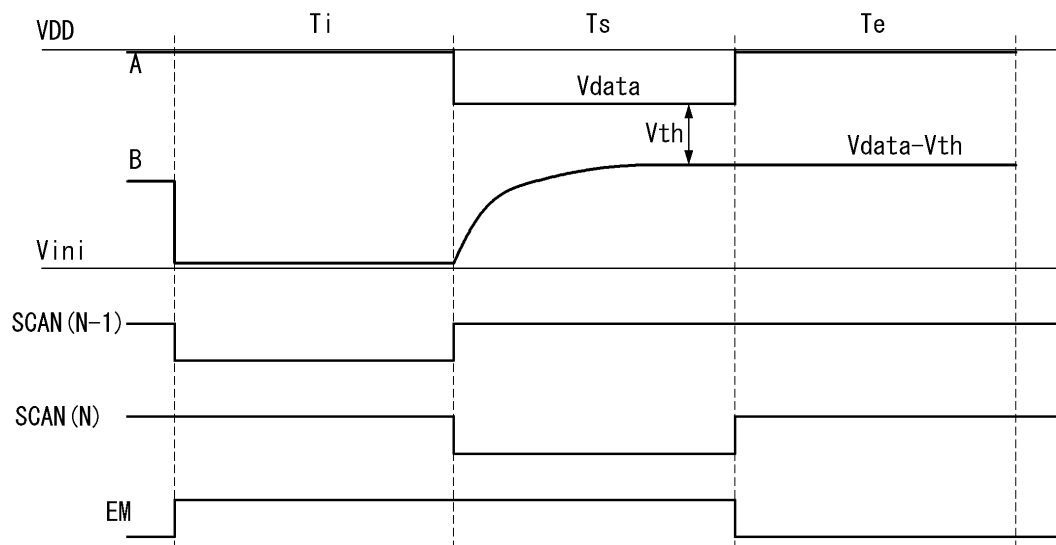 VDD Ti Ts Te
A
Vdata
Vth
B Vdata-Vth
Vini
SCAN(N-1)
SCAN(N)
EM